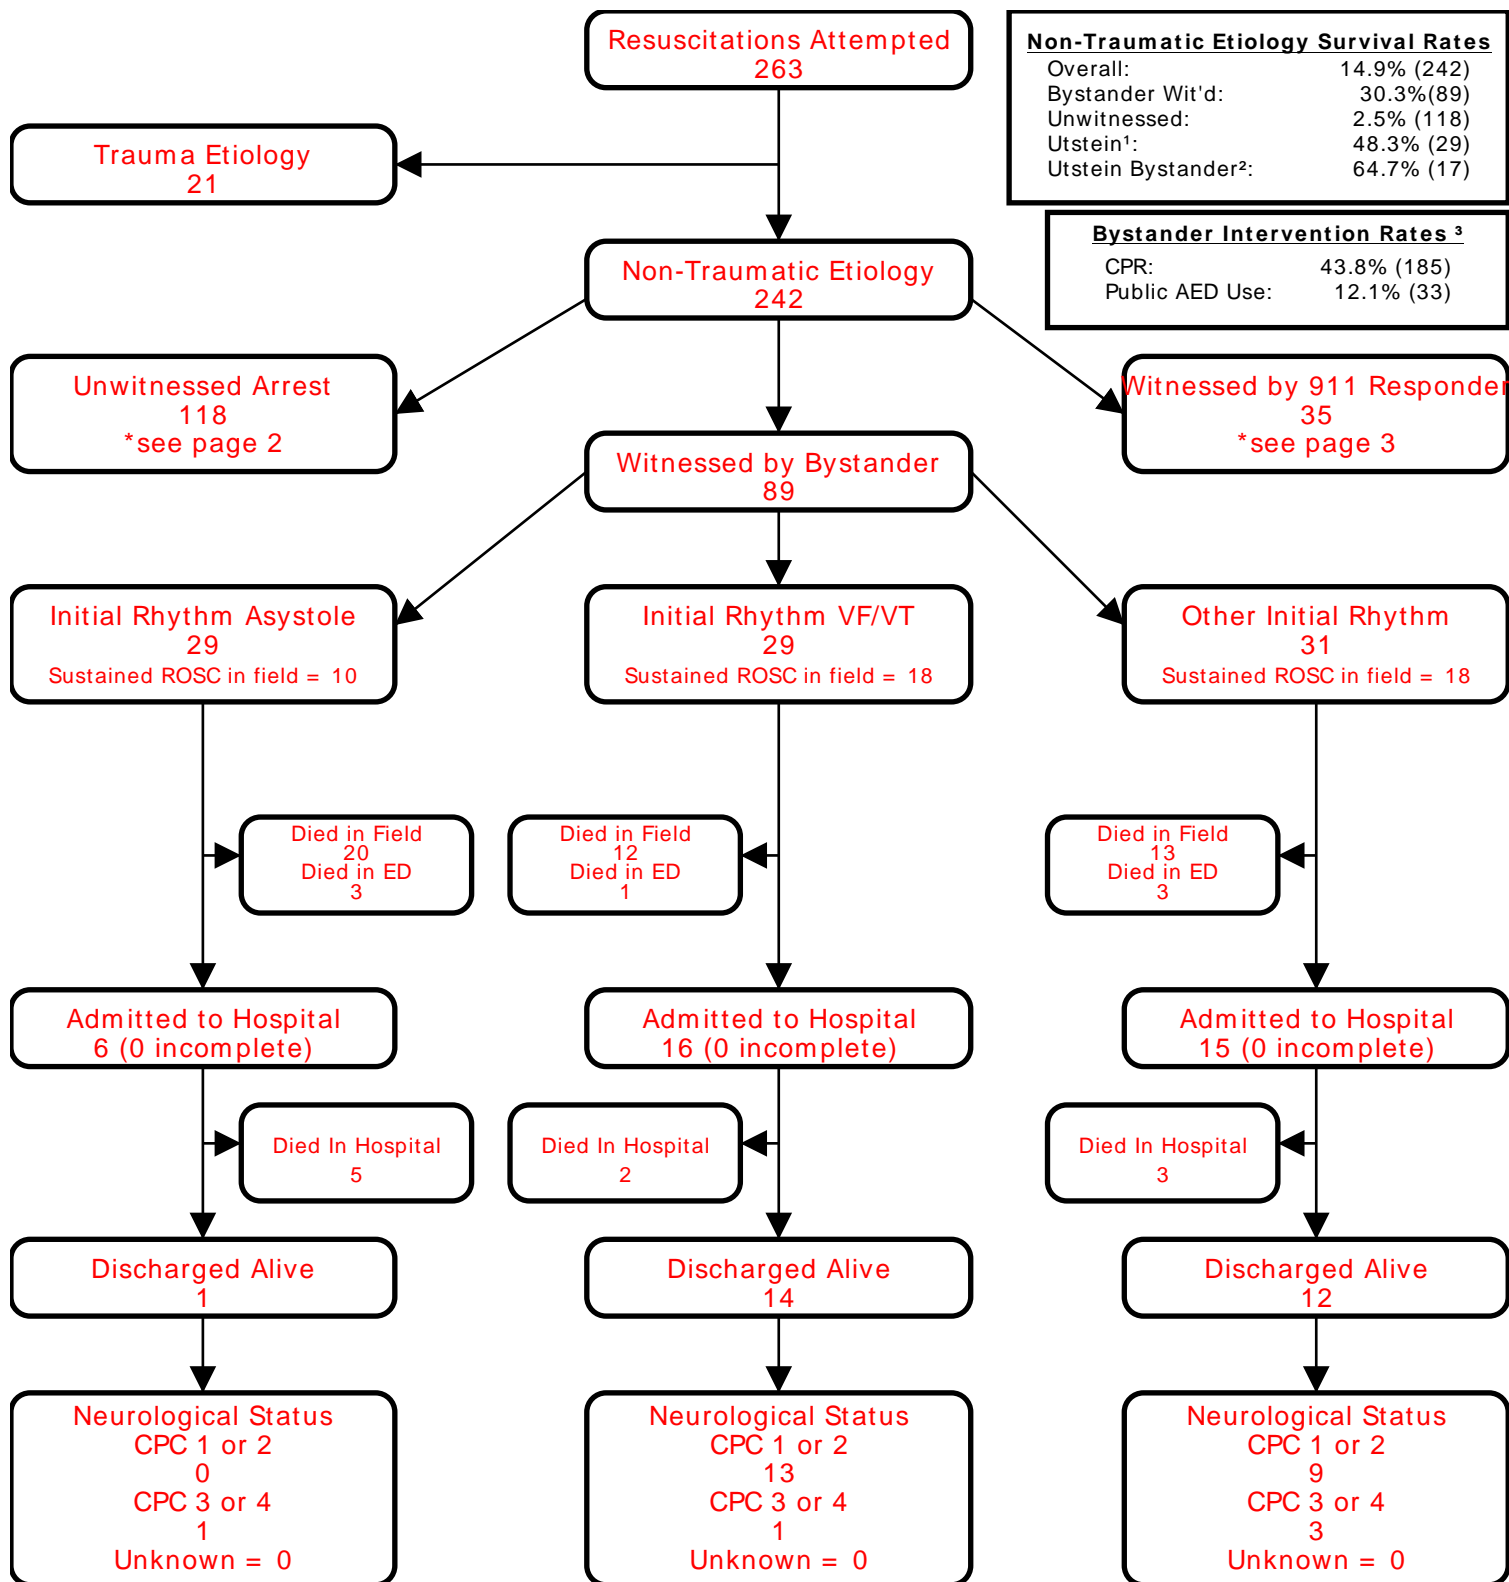 Resuscitations Attempted
263
Non-Traumatic Etiology Survival Rates
Overall: 14.9% (242)
Bystander Wit'd: 30.3%(89)
Unwitnessed: 2.5% (118)
Utstein¹: 48.3% (29)
Utstein Bystander²: 64.7% (17)
Trauma Etiology
21
Bystander Intervention Rates ³
CPR: 43.8% (185)
Public AED Use: 12.1% (33)
Non-Traumatic Etiology
242
Unwitnessed Arrest
118
*see page 2
Witnessed by 911 Responder
35
*see page 3
Witnessed by Bystander
89
Initial Rhythm Asystole
29
Sustained ROSC in field = 10
Initial Rhythm VF/VT
29
Sustained ROSC in field = 18
Other Initial Rhythm
31
Sustained ROSC in field = 18
Died in Field
20
Died in ED
3
Died in Field
12
Died in ED
1
Died in Field
13
Died in ED
3
Admitted to Hospital
6 (0 incomplete)
Admitted to Hospital
16 (0 incomplete)
Admitted to Hospital
15 (0 incomplete)
Died In Hospital
5
Died In Hospital
2
Died In Hospital
3
Discharged Alive
1
Discharged Alive
14
Discharged Alive
12
Neurological Status
CPC 1 or 2
0
CPC 3 or 4
1
Unknown = 0
Neurological Status
CPC 1 or 2
13
CPC 3 or 4
1
Unknown = 0
Neurological Status
CPC 1 or 2
9
CPC 3 or 4
3
Unknown = 0